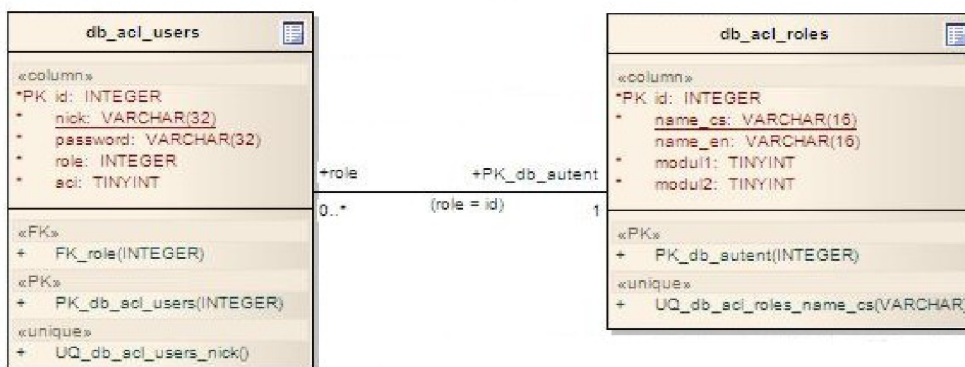 db_acl_users
«column»
*PK id: INTEGER
* nick: VARCHAR(32)
* password: VARCHAR(32)
* role: INTEGER
* acl: TINYINT
«FK»
+ FK_role(INTEGER)
«PK»
+ PK_db_acl_users(INTEGER)
«unique»
+ UQ_db_acl_users_nick()
+role
+PK_db_autent
0..*
(role = id)
1
db_acl_roles
«column»
*PK id: INTEGER
* name_cs: VARCHAR(16)
name_en: VARCHAR(16)
* modul1: TINYINT
* modul2: TINYINT
«PK»
+ PK_db_autent(INTEGER)
«unique»
+ UQ_db_acl_roles_name_cs(VARCHAR)